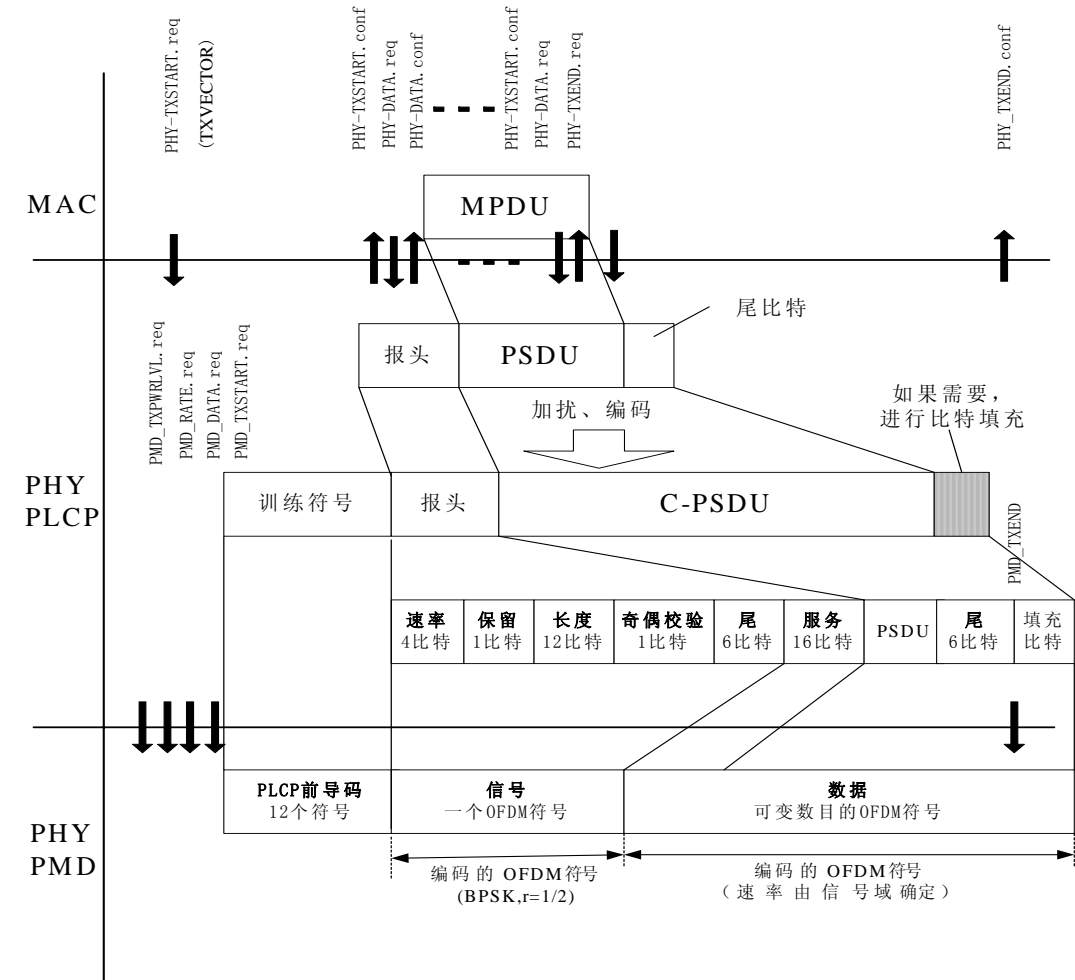 PHY-TXSTART.req
(TXVECTOR)
PHY-TXSTART.conf
PHY-DATA.req
PHY-DATA.conf
PHY-TXSTART.conf
PHY-DATA.req
PHY-TXEND.req
PHY_TXEND.conf
MAC
MPDU
尾比特
PMD_TXPWRLVL.req
PMD_RATE.req
PMD_DATA.req
PMD_TXSTART.req
报头
PSDU
加扰、编码
如果需要，
进行比特填充
PHY
PLCP
训练符号
报头
C-PSDU
PMD_TXEND
速率
4比特
保留
1比特
长度
12比特
奇偶校验
1比特
尾
6比特
服务
16比特
PSDU
尾
6比特
填充
比特
PHY
PMD
PLCP前导码
12个符号
信号
一个OFDM符号
数据
可变数目的OFDM符号
编码的 OFDM符号
(BPSK,r=1/2)
编码的 OFDM符号
（速率由信号域确定）